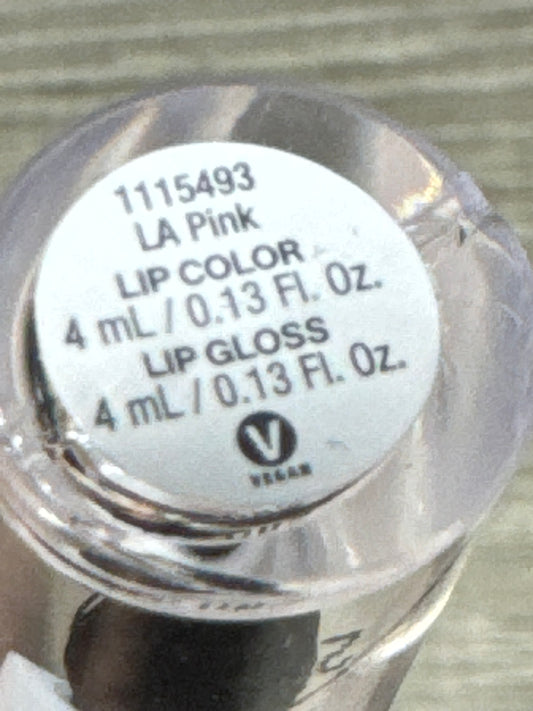 1115493
LA Pink
LIP COLOR
4 mL / 0.13 Fl. Oz.
LIP GLOSS
4 mL / 0.13 Fl. Oz.
V
VEGAN